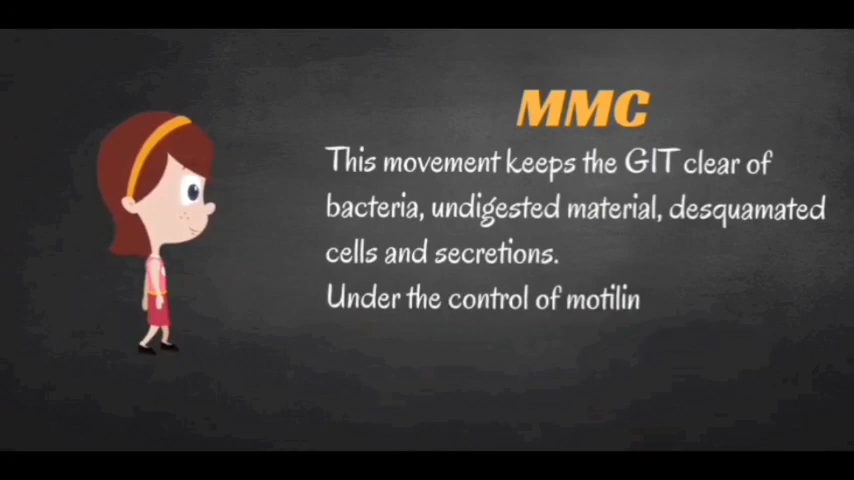 MMC
This movement keeps the GIT clear of
bacteria, undigested material, desquamated
cells and secretions.
Under the control of motilin